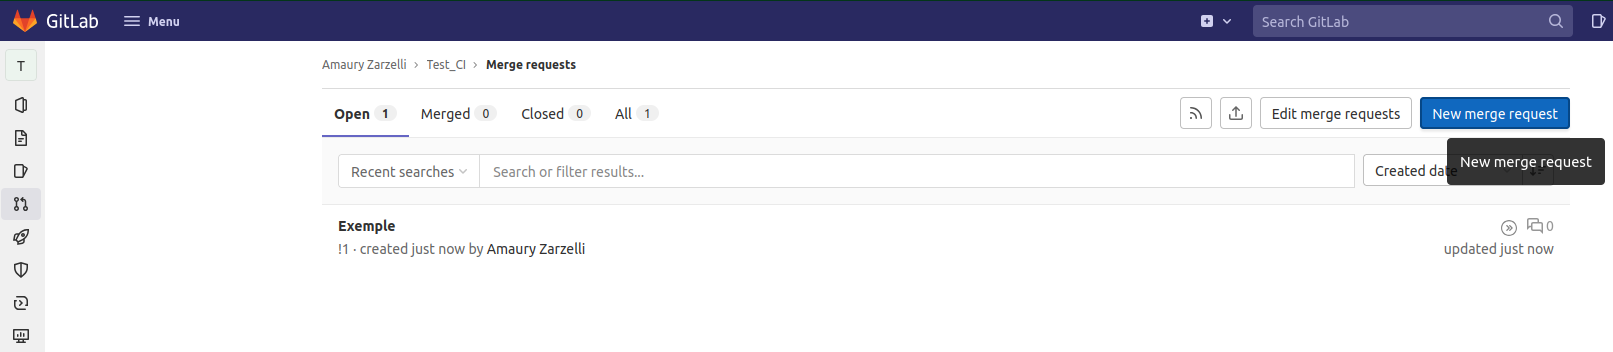 GitLab Menu Search GitLab
T
Amaury Zarzelli › Test_CI › Merge requests
Open 1 Merged 0 Closed 0 All 1 Edit merge requests New merge request
New merge request
Recent searches Search or filter results... Created date
Exemple 0
!1 · created just now by Amaury Zarzelli updated just now